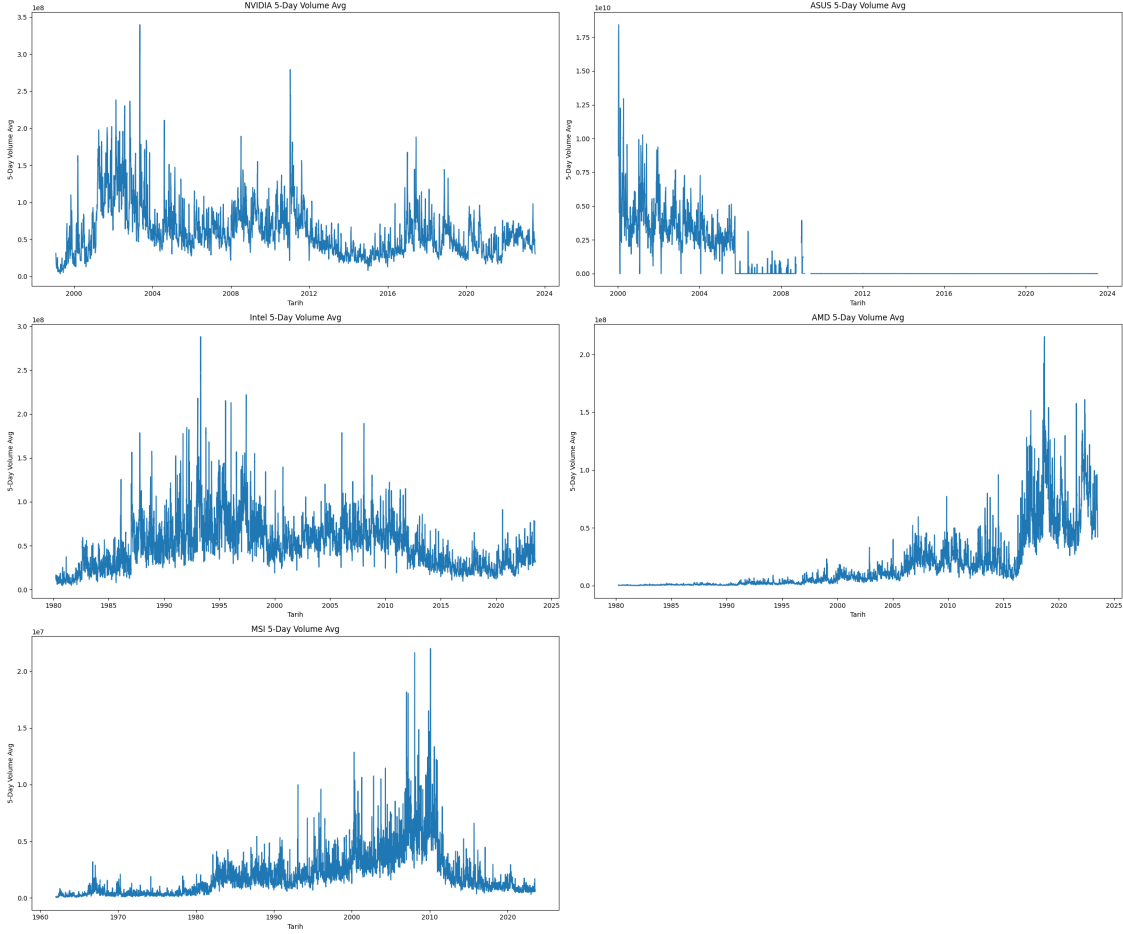 NVIDIA 5-Day Volume Avg
1e8
3.5
3.0
2.5
2.0
1.5
1.0
0.5
0.0
5-Day Volume Avg
2000 2004 2008 2012 2016 2020 2024
Tarih
ASUS 5-Day Volume Avg
1e10
1.75
1.50
1.25
1.00
0.75
0.50
0.25
0.00
5-Day Volume Avg
2000 2004 2008 2012 2016 2020 2024
Tarih
Intel 5-Day Volume Avg
1e8
3.0
2.5
2.0
1.5
1.0
0.5
0.0
5-Day Volume Avg
1980 1985 1990 1995 2000 2005 2010 2015 2020 2025
Tarih
AMD 5-Day Volume Avg
1e8
2.0
1.5
1.0
0.5
0.0
5-Day Volume Avg
1980 1985 1990 1995 2000 2005 2010 2015 2020 2025
Tarih
MSI 5-Day Volume Avg
1e7
2.0
1.5
1.0
0.5
0.0
5-Day Volume Avg
1960 1970 1980 1990 2000 2010 2020
Tarih